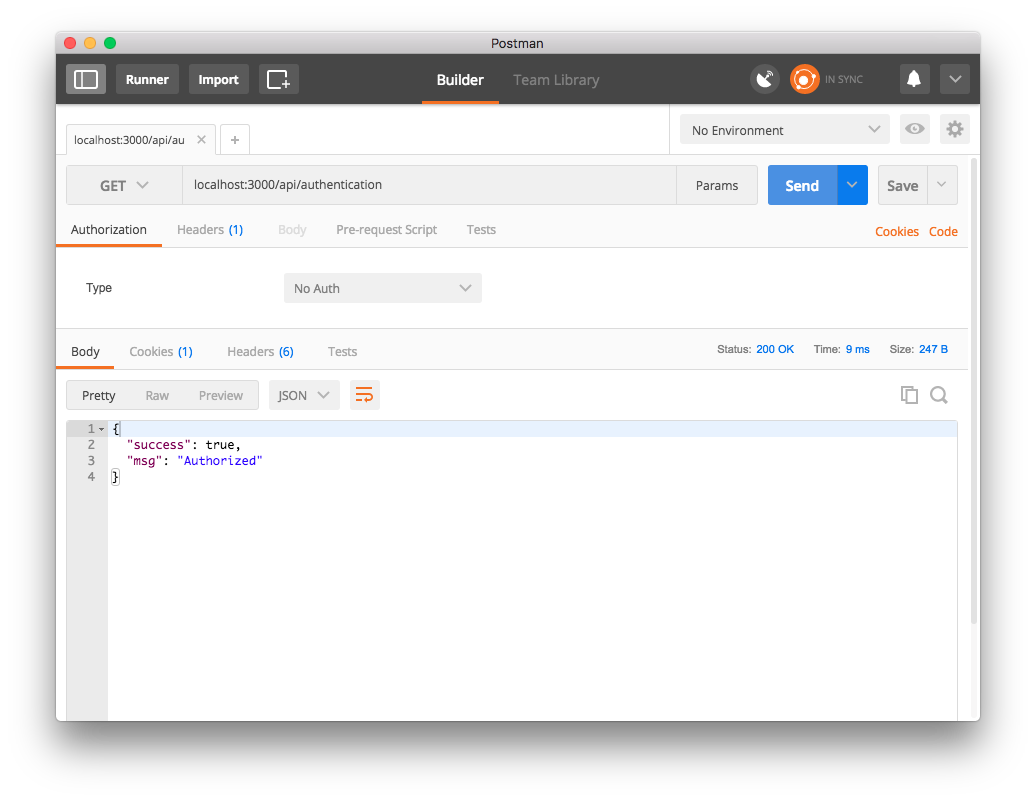 Postman
Runner Import Builder Team Library IN SYNC
localhost:3000/api/au No Environment
GET localhost:3000/api/authentication Params Send Save
Authorization Headers (1) Body Pre-request Script Tests Cookies Code
Type No Auth
Body Cookies (1) Headers (6) Tests Status: 200 OK Time: 9 ms Size: 247 B
Pretty Raw Preview JSON
1 {
2 "success": true,
3 "msg": "Authorized"
4 }